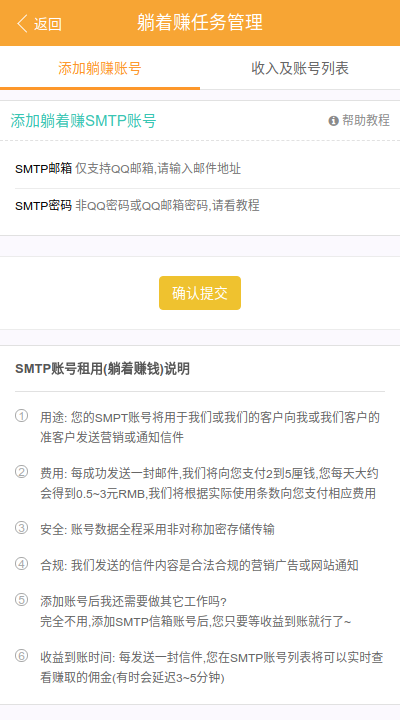 返回
躺着赚任务管理
添加躺赚账号
收入及账号列表
添加躺着赚SMTP账号
帮助教程
SMTP邮箱 仅支持QQ邮箱,请输入邮件地址
SMTP密码 非QQ密码或QQ邮箱密码,请看教程
确认提交
SMTP账号租用(躺着赚钱)说明
① 用途: 您的SMPT账号将用于我们或我们的客户向我或我们客户的
准客户发送营销或通知信件
② 费用: 每成功发送一封邮件,我们将向您支付2到5厘钱,您每天大约
会得到0.5~3元RMB,我们将根据实际使用条数向您支付相应费用
③ 安全: 账号数据全程采用非对称加密存储传输
④ 合规: 我们发送的信件内容是合法合规的营销广告或网站通知
⑤ 添加账号后我还需要做其它工作吗?
完全不用,添加SMTP信箱账号后,您只要等收益到账就行了~
⑥ 收益到账时间: 每发送一封信件,您在SMTP账号列表将可以实时查
看赚取的佣金(有时会延迟3~5分钟)